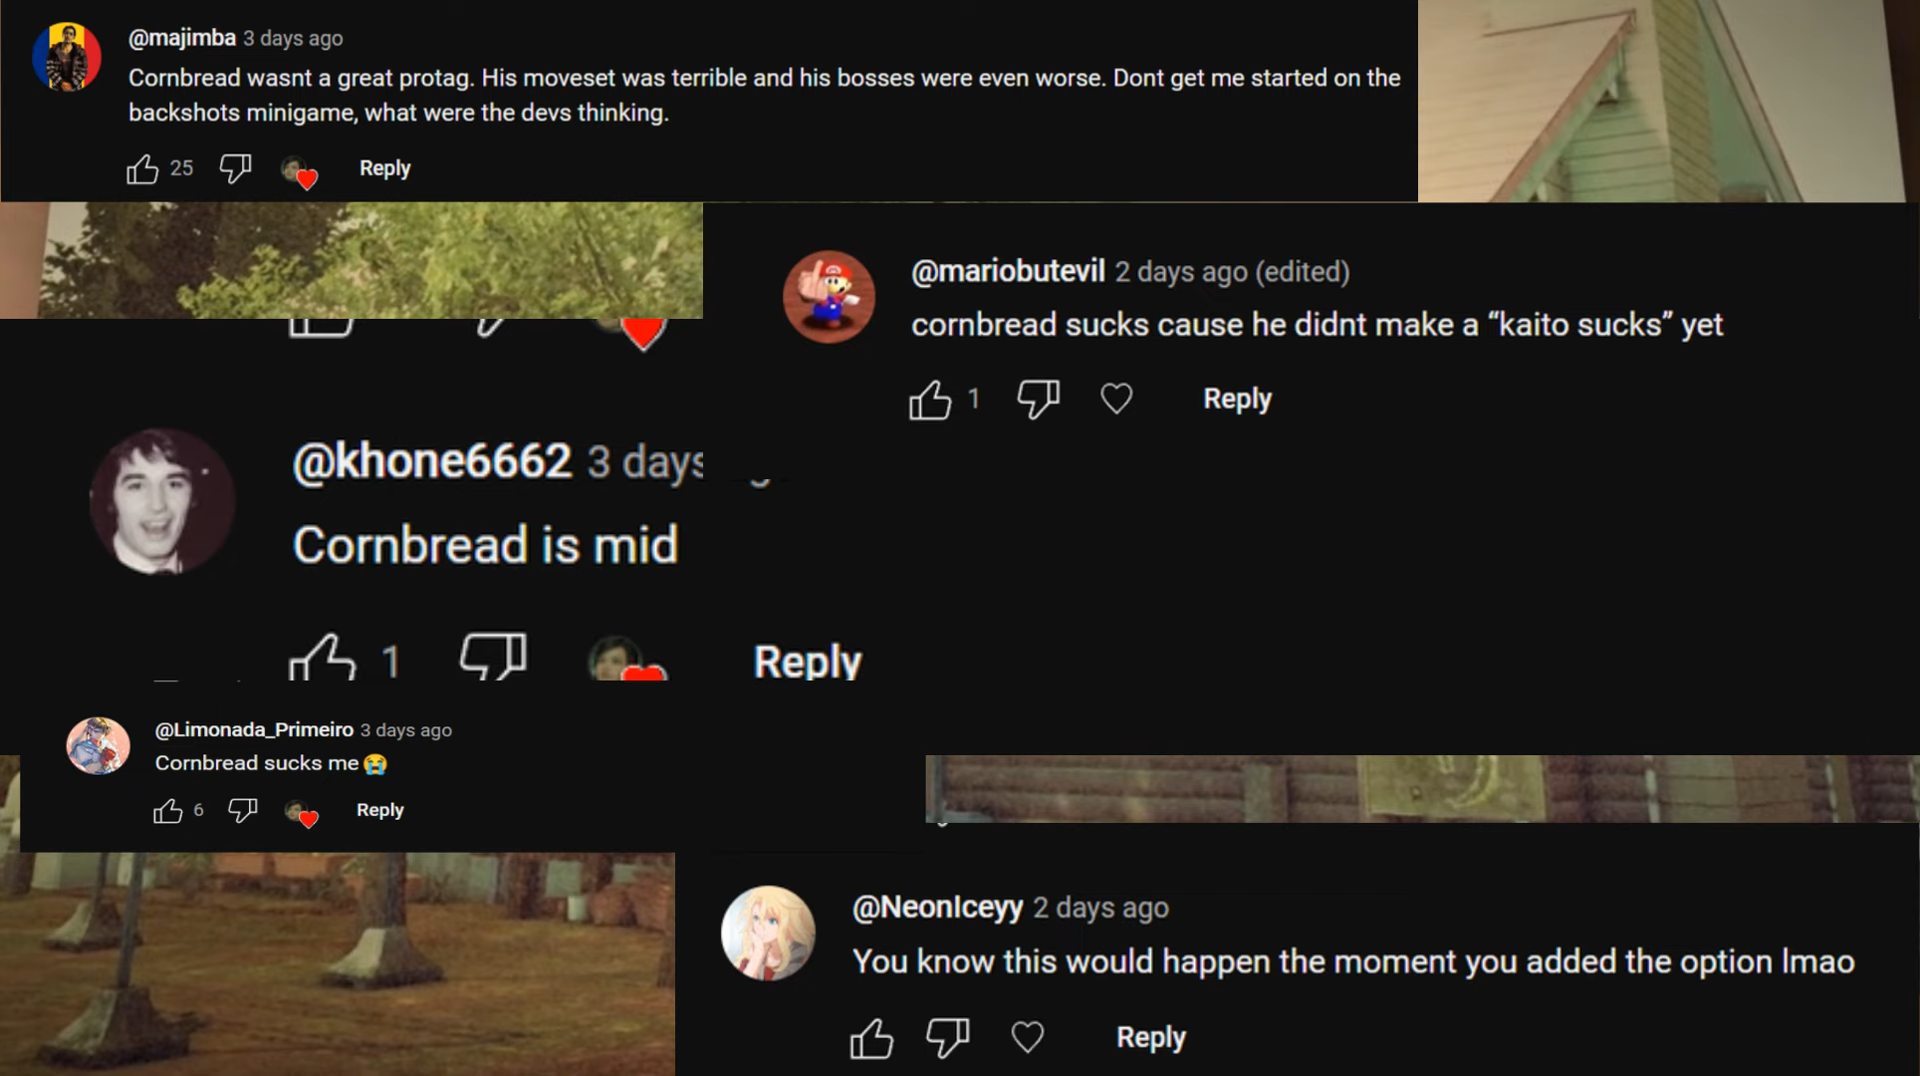 @majimba 3 days ago
Cornbread wasnt a great protag. His moveset was terrible and his bosses were even worse. Dont get me started on the
backshots minigame, what were the devs thinking.
25 Reply
@mariobutevil 2 days ago (edited)
cornbread sucks cause he didnt make a “kaito sucks” yet
1 Reply
@khone6662 3 days
Cornbread is mid
1 Reply
@Limonada_Primeiro 3 days ago
Cornbread sucks me😭
6 Reply
@NeonIceyy 2 days ago
You know this would happen the moment you added the option lmao
Reply